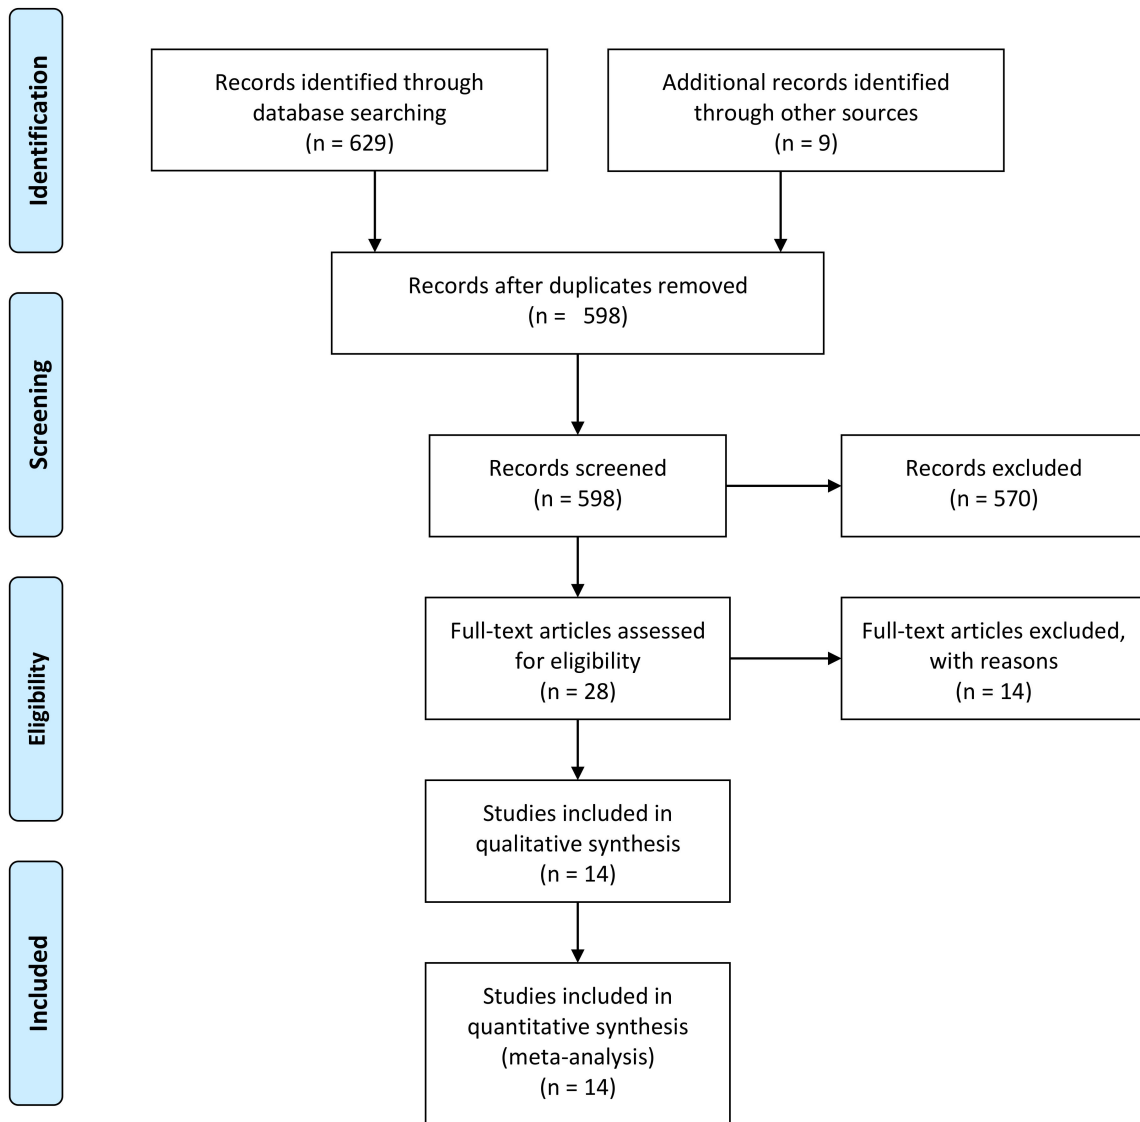 Identification
Records identified through
database searching
(n = 629)
Additional records identified
through other sources
(n = 9)
Records after duplicates removed
(n =   598)
Screening
Records screened
(n = 598)
Records excluded
(n = 570)
Eligibility
Full-text articles assessed
for eligibility
(n = 28)
Full-text articles excluded,
with reasons
(n = 14)
Studies included in
qualitative synthesis
(n = 14)
Included
Studies included in
quantitative synthesis
(meta-analysis)
(n = 14)